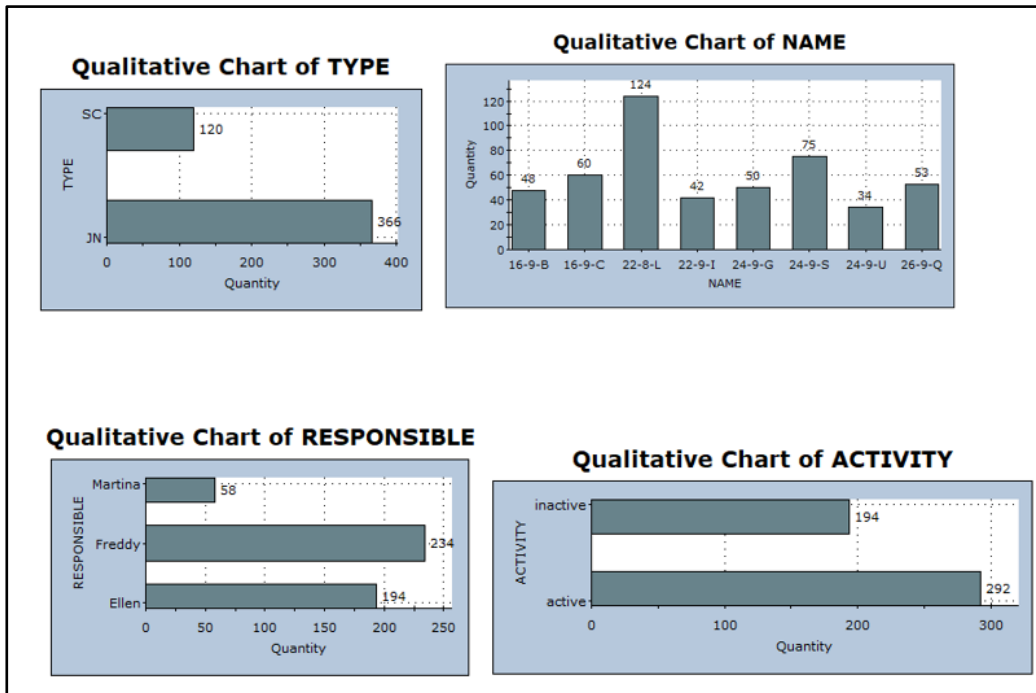 Qualitative Chart of TYPE
SC
120
TYPE
JN
366
0 100 200 300 400
Quantity
Qualitative Chart of NAME
Quantity
120
100
80
60
40
20
0
48 60 124 42 50 75 34 53
16-9-B 16-9-C 22-8-L 22-9-I 24-9-G 24-9-S 24-9-U 26-9-Q
NAME
Qualitative Chart of RESPONSIBLE
RESPONSIBLE
Martina
58
Freddy
234
Ellen
194
0 50 100 150 200 250
Quantity
Qualitative Chart of ACTIVITY
ACTIVITY
inactive
194
active
292
0 100 200 300
Quantity